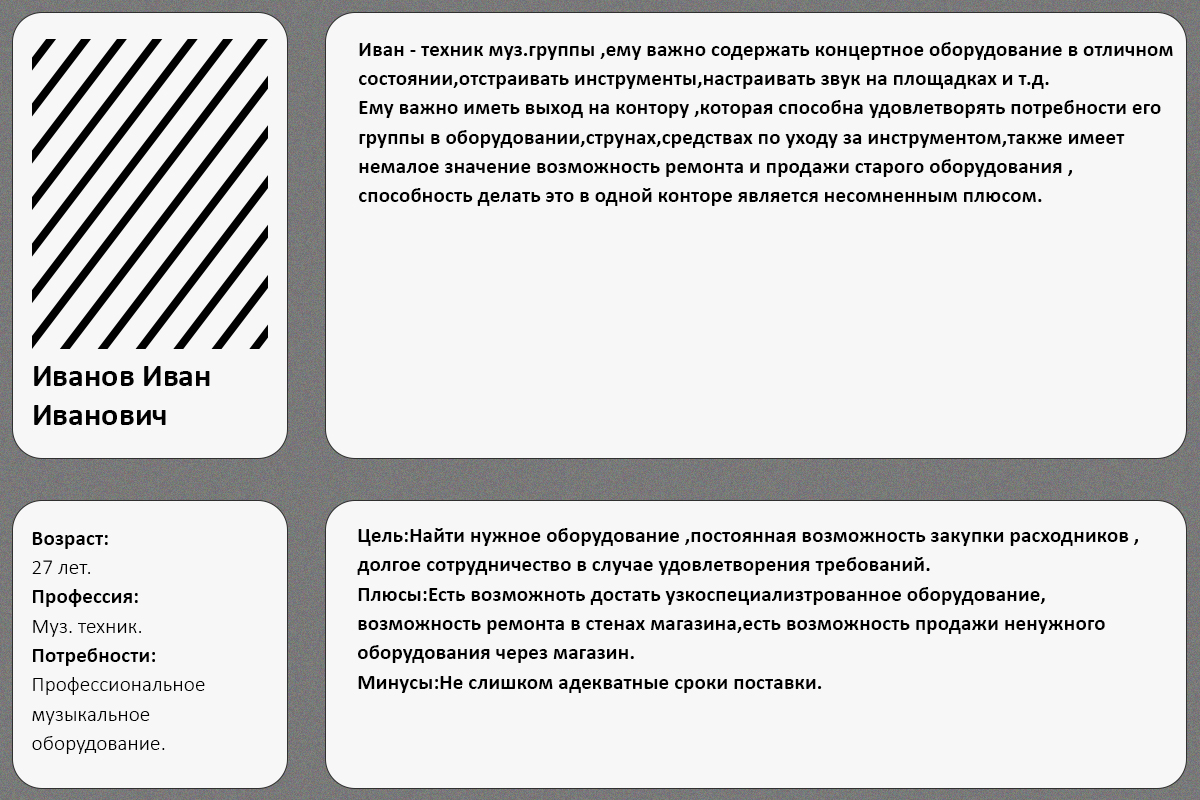 Иванов Иван
Иванович
Иван - техник муз.группы ,ему важно содержать концертное оборудование в отличном
состоянии,отстраивать инструменты,настраивать звук на площадках и т.д.
Ему важно иметь выход на контору ,которая способна удовлетворять потребности его
группы в оборудовании,струнах,средствах по уходу за инструментом,также имеет
немалое значение возможность ремонта и продажи старого оборудования ,
способность делать это в одной конторе является несомненным плюсом.
Возраст:
27 лет.
Профессия:
Муз. техник.
Потребности:
Профессиональное
музыкальное
оборудование.
Цель:Найти нужное оборудование ,постоянная возможность закупки расходников ,
долгое сотрудничество в случае удовлетворения требований.
Плюсы:Есть возможноть достать узкоспециализтрованное оборудование,
возможность ремонта в стенах магазина,есть возможность продажи ненужного
оборудования через магазин.
Минусы:Не слишком адекватные сроки поставки.